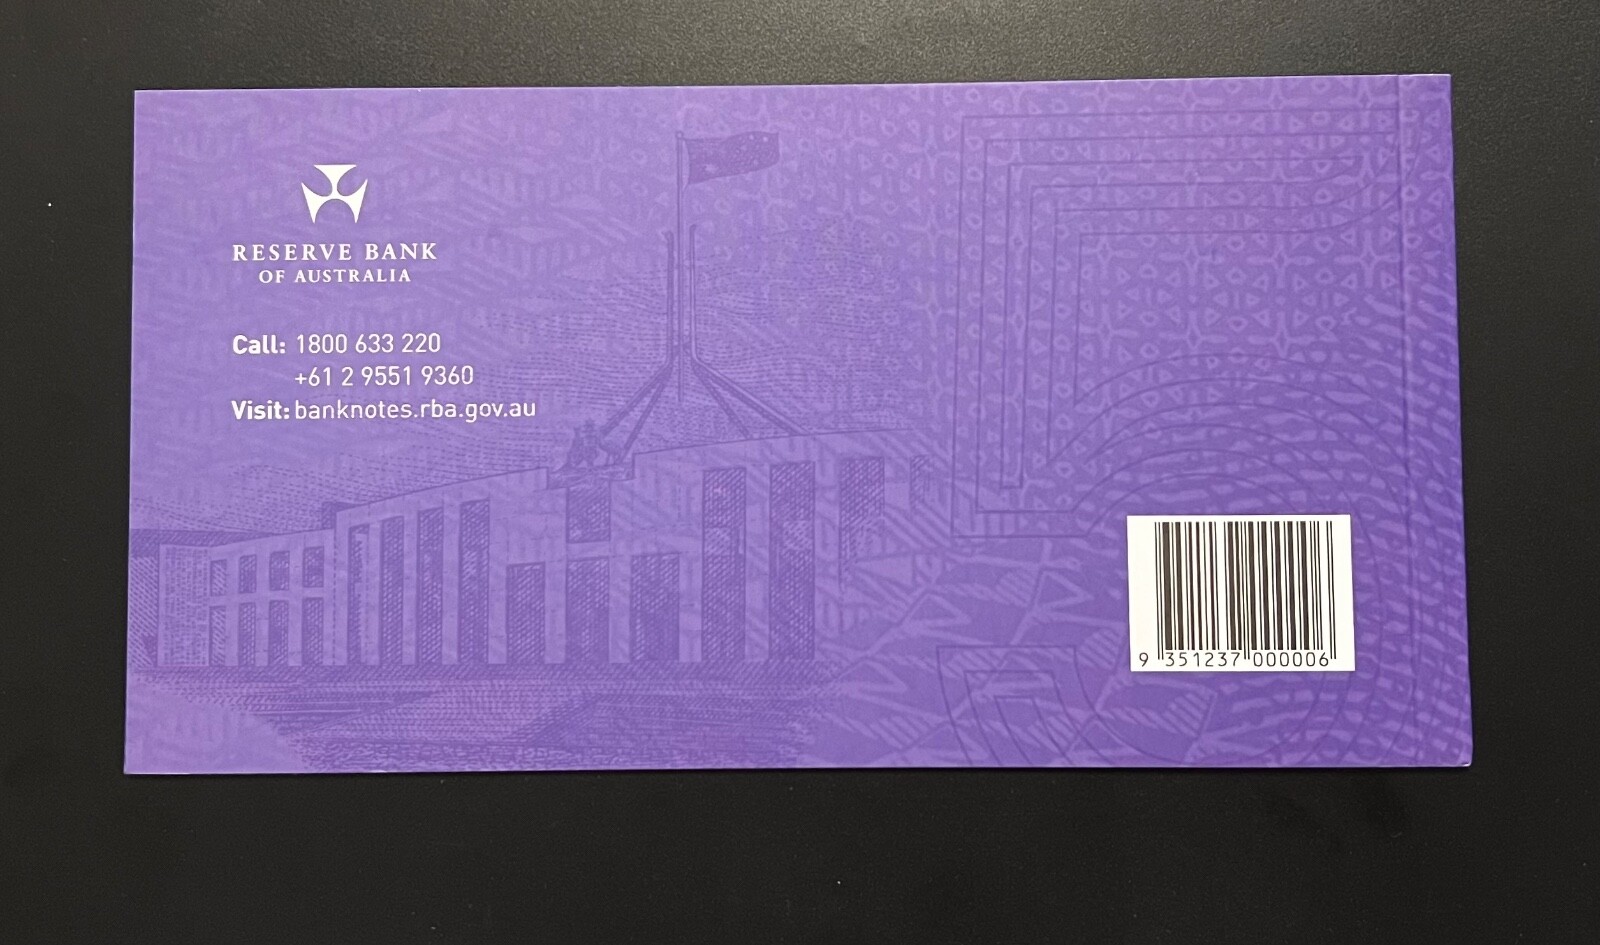 RESERVE BANK
OF AUSTRALIA
Call: 1800 633 220
+61 2 9551 9360
Visit: banknotes.rba.gov.au
9 351237 000006